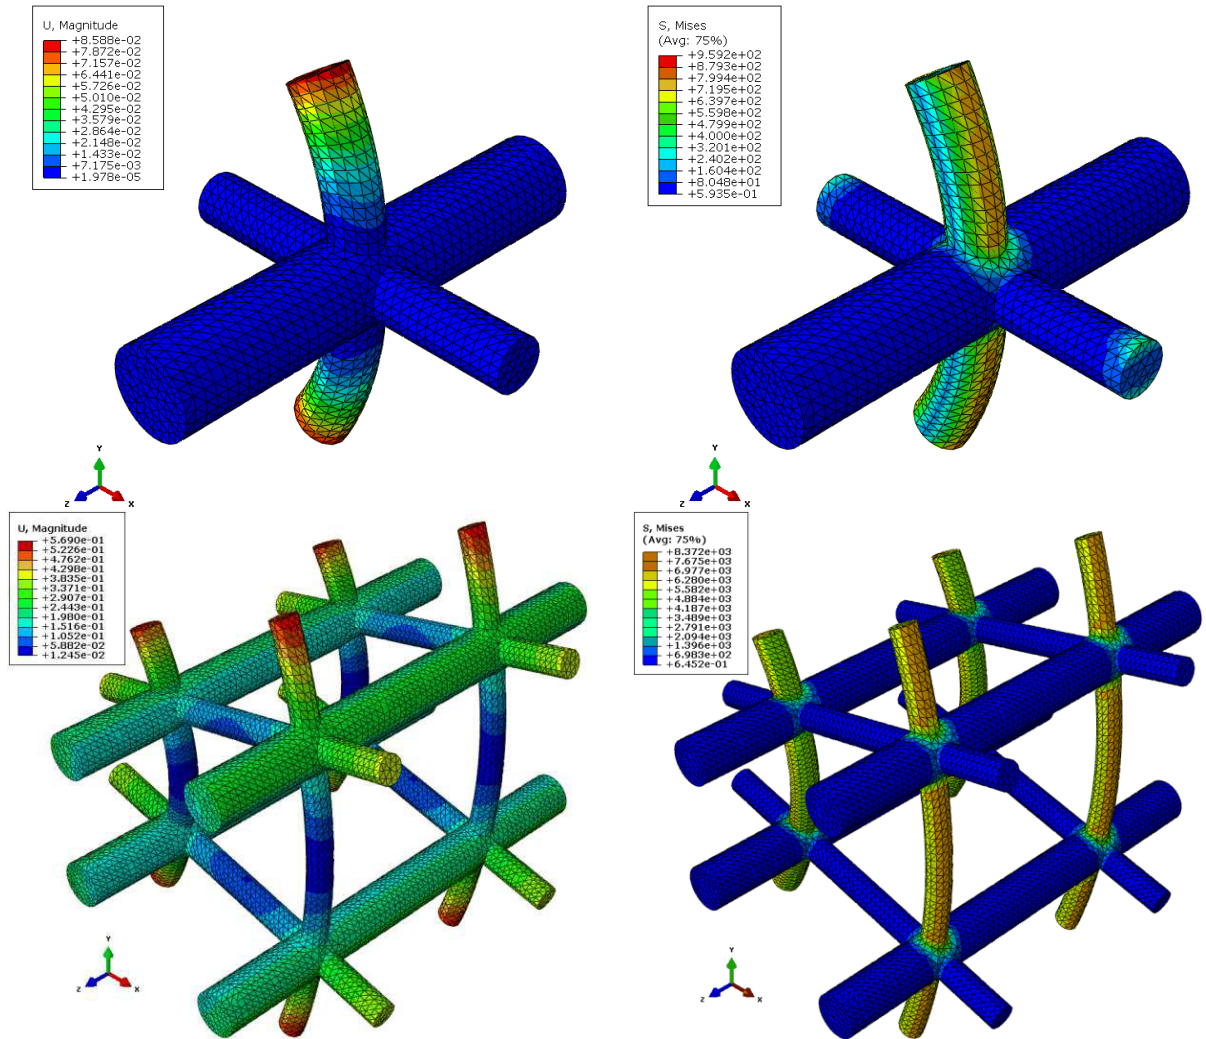 U, Magnitude
+8.588e-02
+7.872e-02
+7.157e-02
+6.441e-02
+5.726e-02
+5.010e-02
+4.295e-02
+3.579e-02
+2.864e-02
+2.148e-02
+1.433e-02
+7.175e-03
+1.978e-05
Y
Z
X
S, Mises
(Avg: 75%)
+9.592e+02
+8.793e+02
+7.994e+02
+7.195e+02
+6.397e+02
+5.598e+02
+4.799e+02
+4.000e+02
+3.201e+02
+2.402e+02
+1.604e+02
+8.048e+01
+5.935e-01
Y
Z
X
U, Magnitude
+5.690e-01
+5.226e-01
+4.762e-01
+4.298e-01
+3.835e-01
+3.371e-01
+2.907e-01
+2.443e-01
+1.980e-01
+1.516e-01
+1.052e-01
+5.882e-02
+1.245e-02
Y
Z
X
S, Mises
(Avg: 75%)
+8.372e+03
+7.675e+03
+6.977e+03
+6.280e+03
+5.582e+03
+4.884e+03
+4.187e+03
+3.489e+03
+2.791e+03
+2.094e+03
+1.396e+03
+6.983e+02
+6.452e-01
Y
Z
X